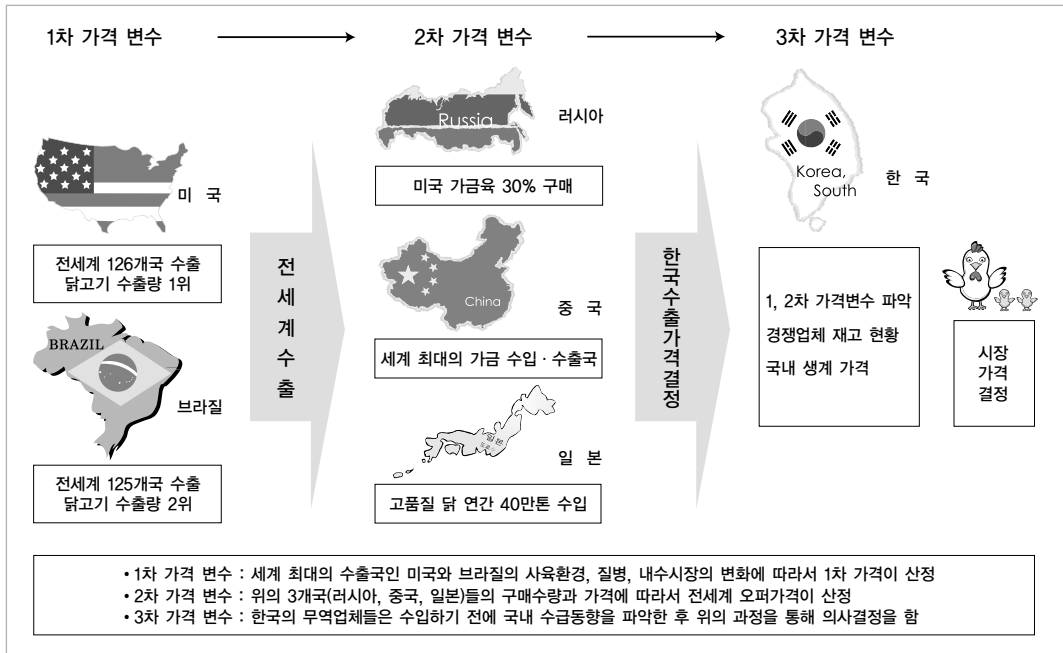 1차 가격 변수
2차 가격 변수
3차 가격 변수
미 국
전세계 126개국 수출
닭고기 수출량 1위
BRAZIL
브라질
전세계 125개국 수출
닭고기 수출량 2위
전세계수출
Russia
러시아
미국 가금육 30% 구매
China
중 국
세계 최대의 가금 수입 · 수출국
일본
일 본
고품질 닭 연간 40만톤 수입
한국수출가격결정
Korea,
South
한 국
1, 2차 가격변수 파악
경쟁업체 재고 현황
국내 생계 가격
시장
가격
결정
• 1차 가격 변수 : 세계 최대의 수출국인 미국와 브라질의 사육환경, 질병, 내수시장의 변화에 따라서 1차 가격이 산정
• 2차 가격 변수 : 위의 3개국(러시아, 중국, 일본)들의 구매수량과 가격에 따라서 전세계 오퍼가격이 산정
• 3차 가격 변수 : 한국의 무역업체들은 수입하기 전에 국내 수급동향을 파악한 후 위의 과정을 통해 의사결정을 함